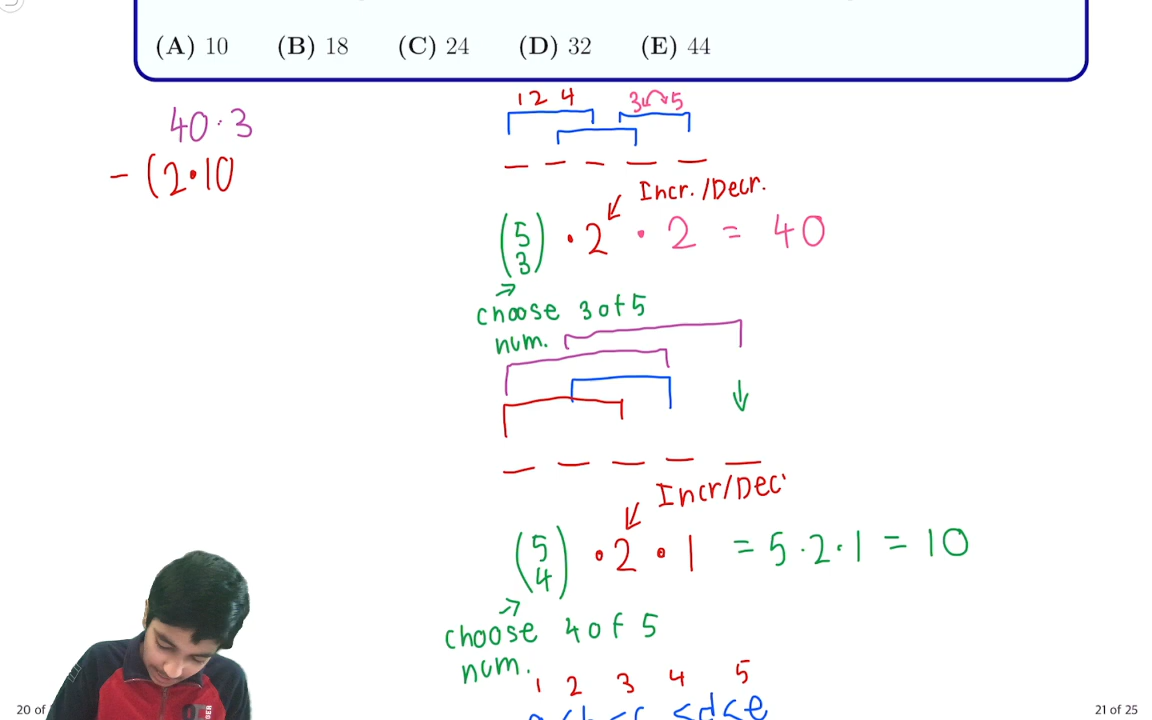 (A) 10 (B) 18 (C) 24 (D) 32 (E) 44
1 2 4 3 5
40 · 3
- (2 • 10
Incr. / Decr.
(5 3) • 2 • 2 = 40
choose 3 of 5
num.
Incr/Dec
(5 4) • 2 • 1 = 5 · 2 · 1 = 10
choose 4 of 5
num.
1 2 3 4 5
<d<e
20 of
21 of 25